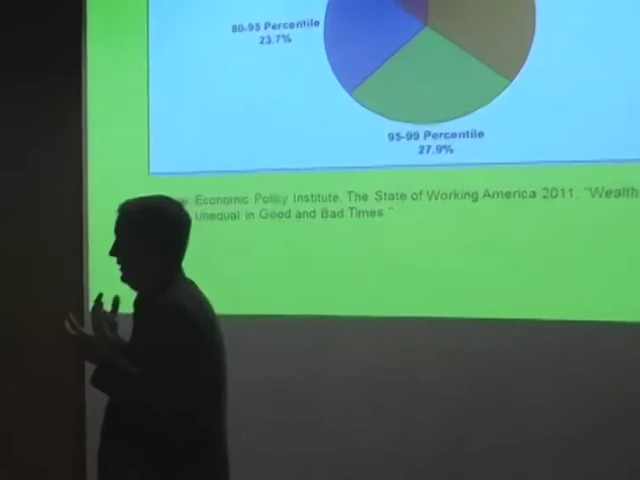 80-95 Percentile
23.7%
95-99 Percentile
27.9%
Economic Policy Institute, The State of Working America 2011, "Wealth
Unequal in Good and Bad Times "